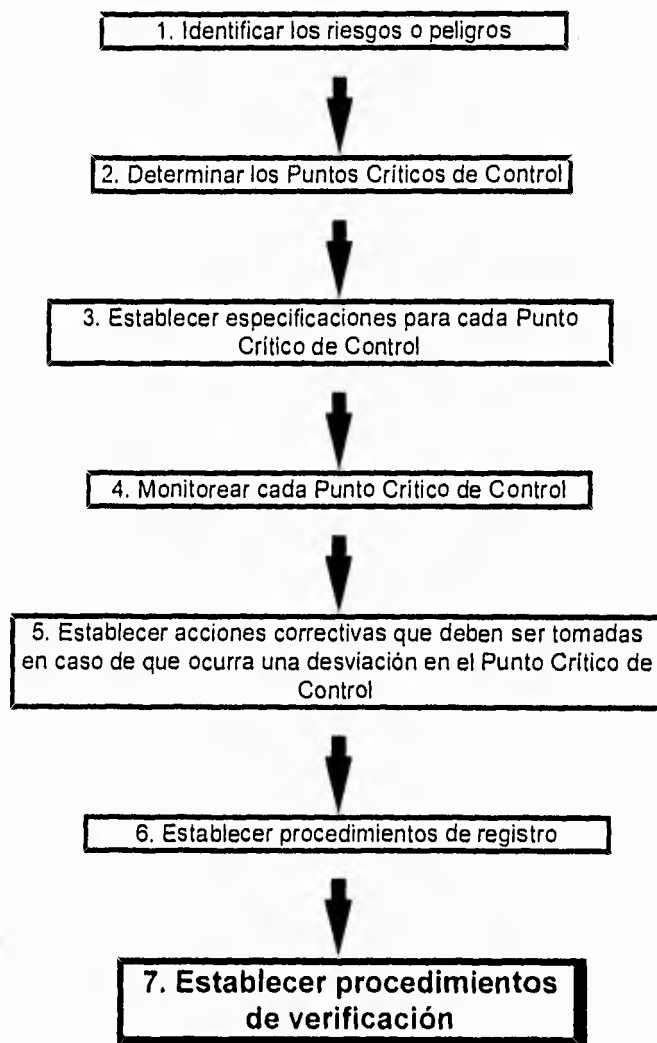 1. Identificar los riesgos o peligros
2. Determinar los Puntos Críticos de Control
3. Establecer especificaciones para cada Punto
Crítico de Control
4. Monitorear cada Punto Crítico de Control
5. Establecer acciones correctivas que deben ser tomadas
en caso de que ocurra una desviación en el Punto Crítico de
Control
6. Establecer procedimientos de registro
7. Establecer procedimientos
de verificación